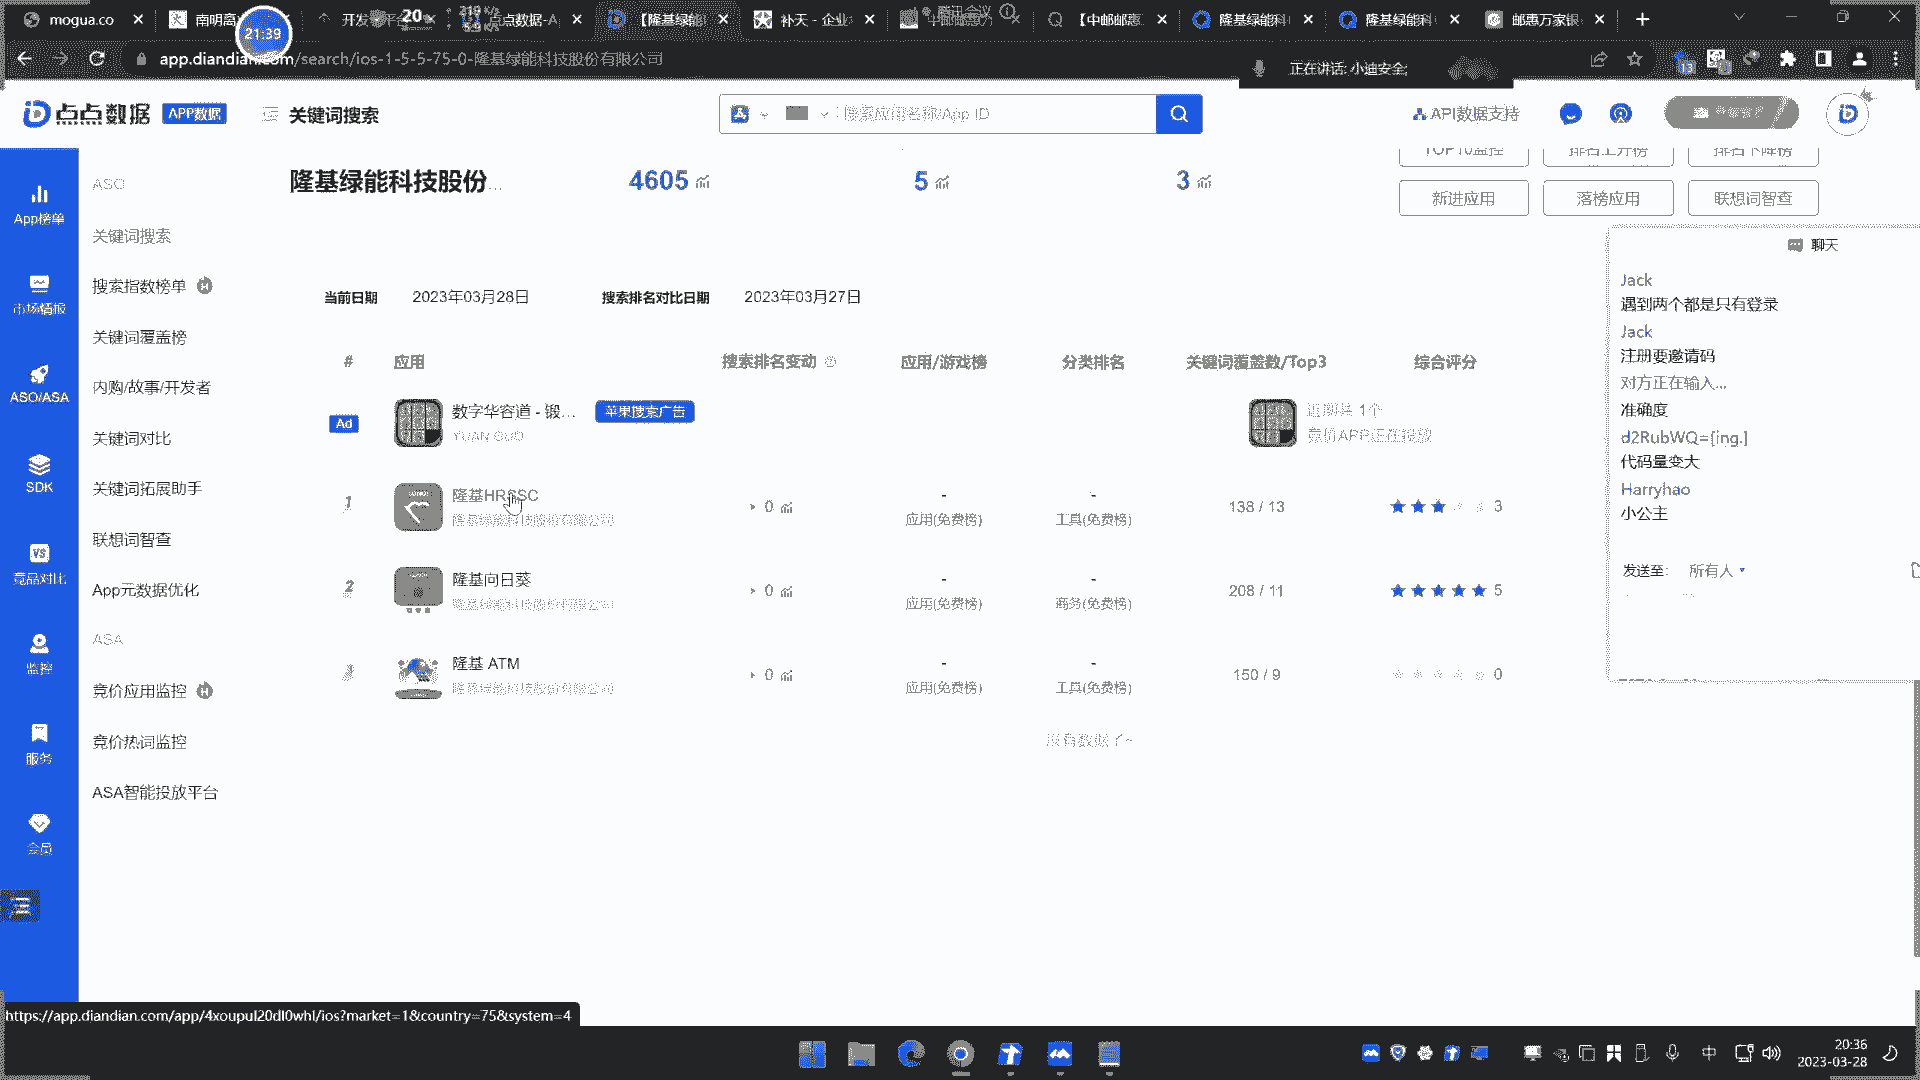 mogua.co
南明离
开发
平台
20
219 K/s
点点数据-A
【隆基绿能
补天 - 企业
【中邮邮惠
隆基绿能科
隆基绿能科
邮惠万家银
21:39
app.diandian.com/search/ios-1-5-5-75-0-隆基绿能科技股份有限公司
正在讲话: 小迪安全;
13
点点数据 APP数据
关键词搜索
搜索应用名称/App ID
API数据支持
TOP10监控
排名上升榜
排名下降榜
隆基绿能科技股份...
4605
5
3
新进应用
落榜应用
联想词智查
App榜单
市场情报
ASO/ASA
SDK
竞品对比
监控
服务
会员
ASO
关键词搜索
搜索指数榜单
关键词覆盖榜
内购/故事/开发者
关键词对比
关键词拓展助手
联想词智查
App元数据优化
ASA
竞价应用监控
竞价热词监控
ASA智能投放平台
当前日期 2023年03月28日 搜索排名对比日期 2023年03月27日
# 应用 搜索排名变动 应用/游戏榜 分类排名 关键词覆盖数/Top3 综合评分
Ad 数字华容道 - 锻... 苹果搜索广告
YUAN GUO
近期共 1个
竞价APP正在投放
1 隆基HRSSC 0 - - 138 / 13 3
隆基绿能科技股份有限公司 应用(免费榜) 工具(免费榜)
2 隆基向日葵 0 - - 208 / 11 5
隆基绿能科技股份有限公司 应用(免费榜) 商务(免费榜)
3 隆基 ATM 0 - - 150 / 9 0
隆基绿能科技股份有限公司 应用(免费榜) 工具(免费榜)
没有数据了~
聊天
Jack
遇到两个都是只有登录
Jack
注册要邀请码
对方正在输入...
准确度
d2RubWQ=[ing.]
代码量变大
Harryhao
小公主
发送至: 所有人
https://app.diandian.com/app/4xoupul20dl0whl/ios?market=1&country=75&system=4
中
20:36
2023-03-28